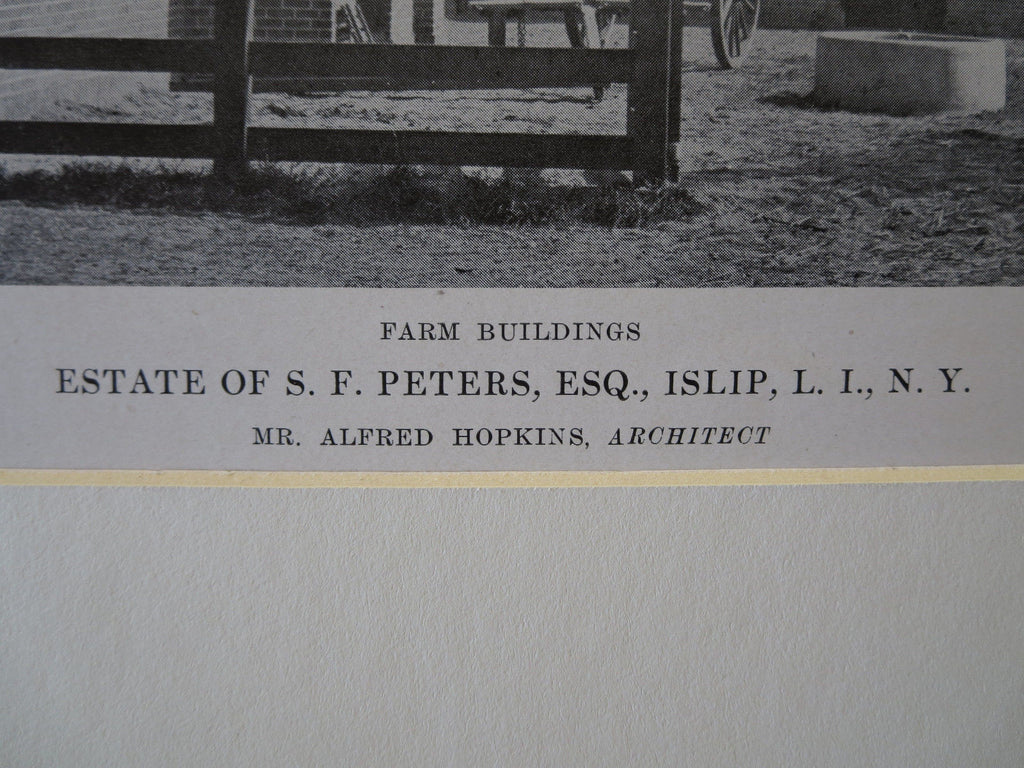 FARM BUILDINGS
ESTATE OF S. F. PETERS, ESQ., ISLIP, L. I., N. Y.
MR. ALFRED HOPKINS, ARCHITECT